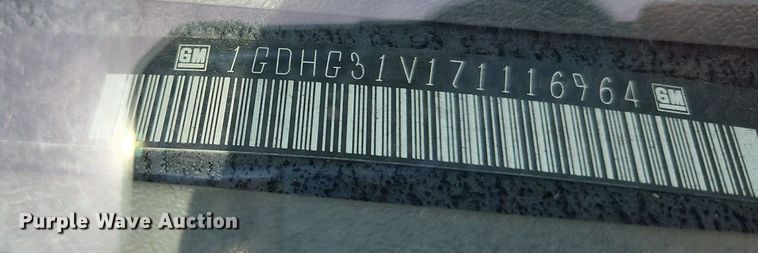 GM 1GDHG31V171116964 GM
Purple Wave Auction